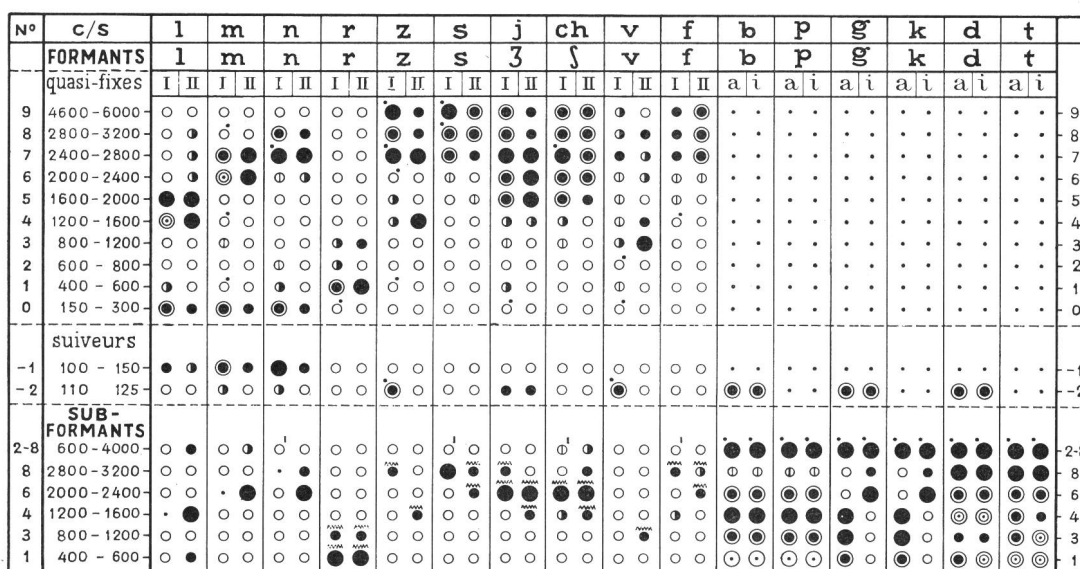 Nº C/S l m n r z s j ch v f b p g k d t
FORMANTS l m n r z s ʒ ʃ v f b p g k d t
quasi-fixes I II I II I II I II I II I II I II I II I II I II a i a i a i a i a i a i
9 4600-6000 9
8 2800-3200 8
7 2400-2800 7
6 2000-2400 6
5 1600-2000 5
4 1200-1600 4
3 800-1200 3
2 600-800 2
1 400-600 1
0 150-300 0
suiveurs
-1 100-150 -1
-2 110 125 -2
SUB-
FORMANTS
2-8 600-4000 2-8
8 2800-3200 8
6 2000-2400 6
4 1200-1600 4
3 800-1200 3
1 400-600 1